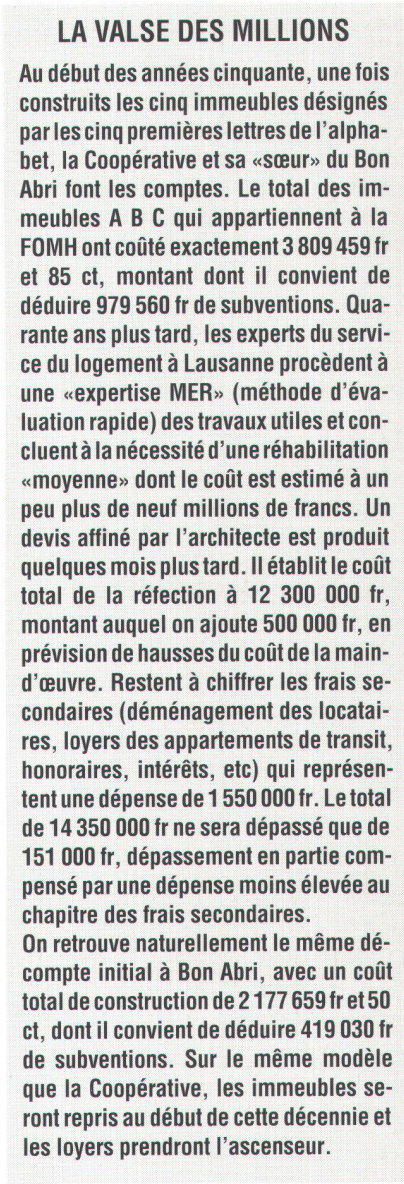 LA VALSE DES MILLIONS
Au début des années cinquante, une fois
construits les cinq immeubles désignés
par les cinq premières lettres de l'alpha-
bet, la Coopérative et sa «sœur» du Bon
Abri font les comptes. Le total des im-
meubles A B C qui appartiennent à la
FOMH ont coûté exactement 3 809 459 fr
et 85 ct, montant dont il convient de
déduire 979 560 fr de subventions. Qua-
rante ans plus tard, les experts du servi-
ce du logement à Lausanne procèdent à
une «expertise MER» (méthode d'éva-
luation rapide) des travaux utiles et con-
cluent à la nécessité d'une réhabilitation
«moyenne» dont le coût est estimé à un
peu plus de neuf millions de francs. Un
devis affiné par l'architecte est produit
quelques mois plus tard. Il établit le coût
total de la réfection à 12 300 000 fr,
montant auquel on ajoute 500 000 fr, en
prévision de hausses du coût de la main-
d'œuvre. Restent à chiffrer les frais se-
condaires (déménagement des locatai-
res, loyers des appartements de transit,
honoraires, intérêts, etc) qui représen-
tent une dépense de 1 550 000 fr. Le total
de 14 350 000 fr ne sera dépassé que de
151 000 fr, dépassement en partie com-
pensé par une dépense moins élevée au
chapitre des frais secondaires.
On retrouve naturellement le même dé-
compte initial à Bon Abri, avec un coût
total de construction de 2 177 659 fr et 50
ct, dont il convient de déduire 419 030 fr
de subventions. Sur le même modèle
que la Coopérative, les immeubles se-
ront repris au début de cette décennie et
les loyers prendront l'ascenseur.